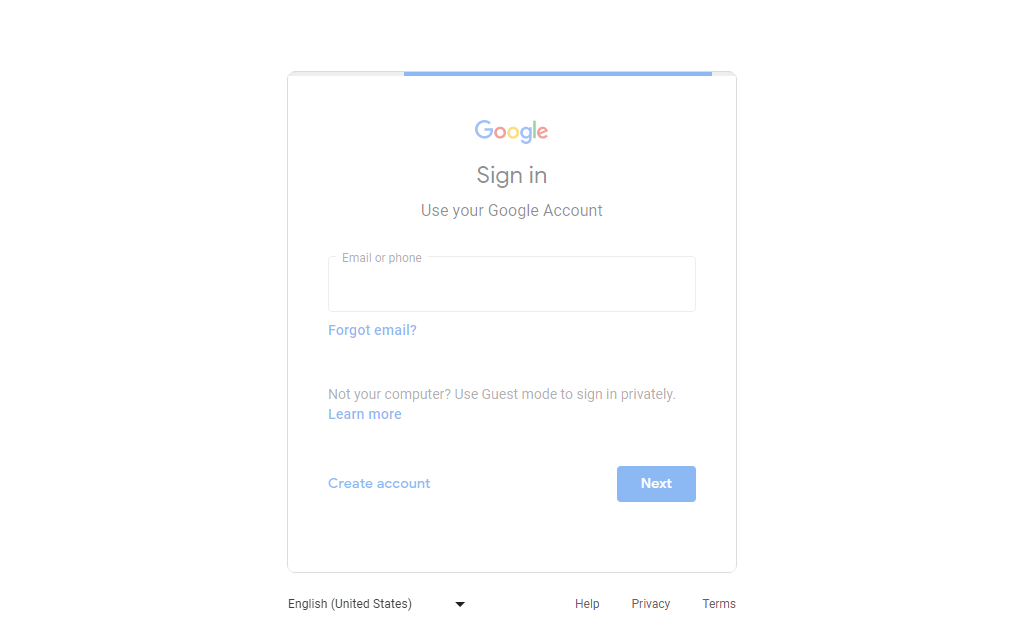 Google
Sign in
Use your Google Account
Email or phone
Forgot email?
Not your computer? Use Guest mode to sign in privately.
Learn more
Create account
Next
English (United States)
Help
Privacy
Terms